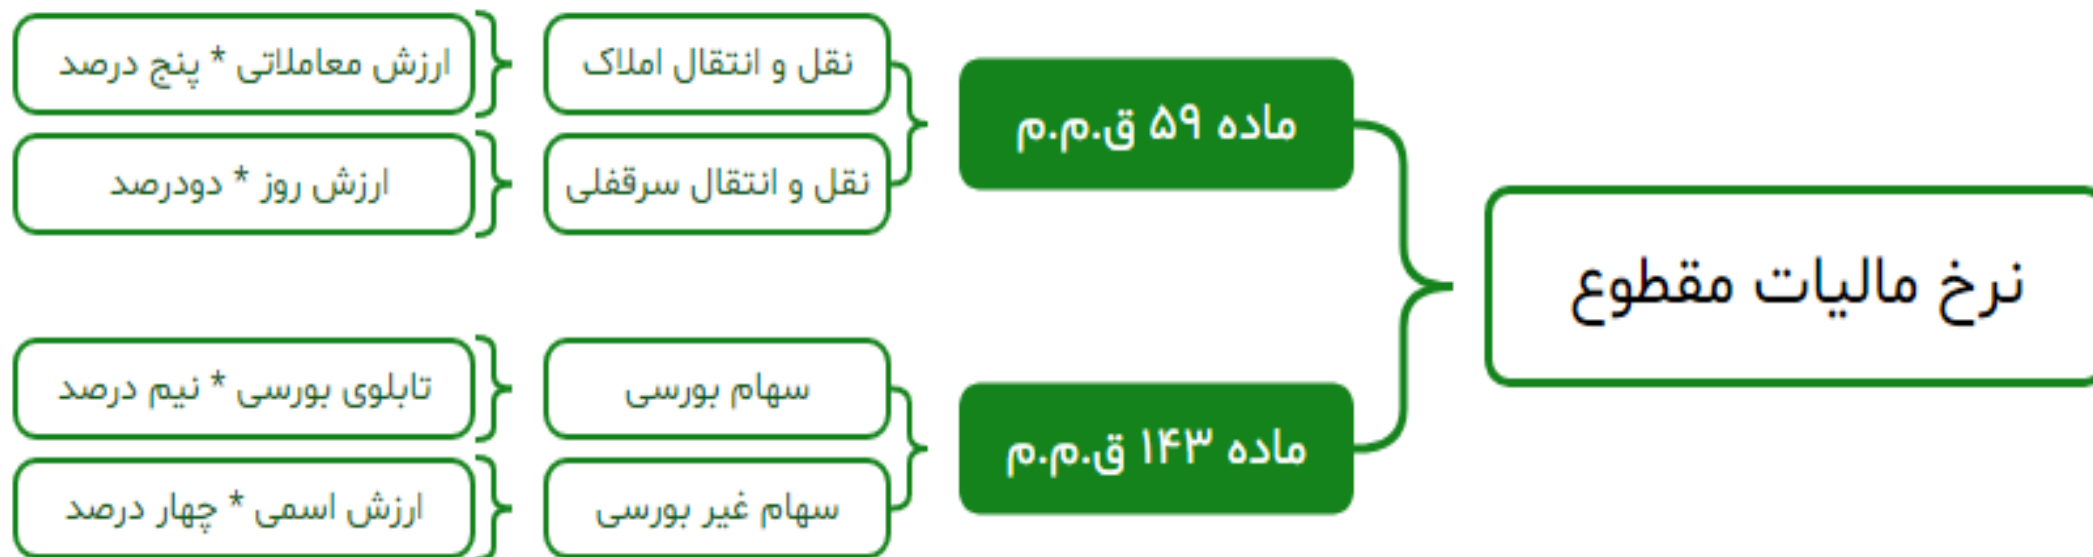 نرخ مالیات مقطوع
ماده ۵۹ ق.م.م
نقل و انتقال املاک
ارزش معاملاتی * پنج درصد
نقل و انتقال سرقفلی
ارزش روز * دودرصد
ماده ۱۴۳ ق.م.م
سهام بورسی
تابلوی بورسی * نیم درصد
سهام غیر بورسی
ارزش اسمی * چهار درصد